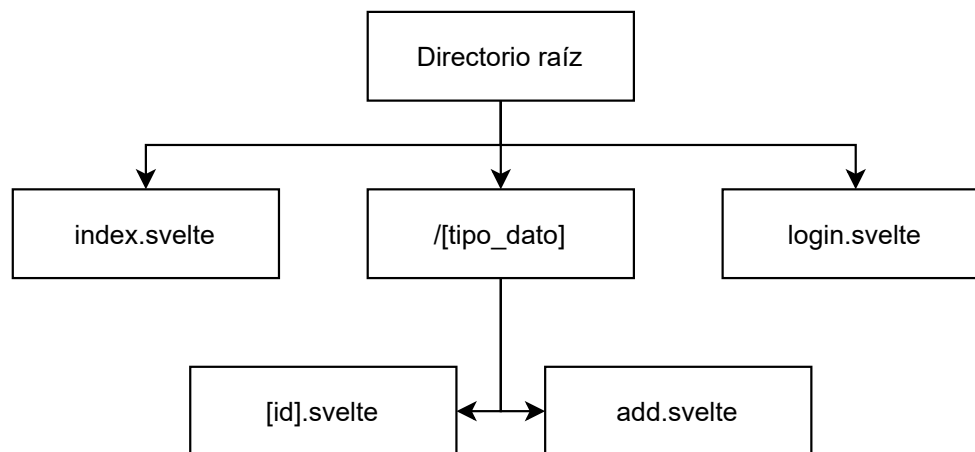 Directorio raíz
index.svelte
/[tipo_dato]
login.svelte
[id].svelte
add.svelte